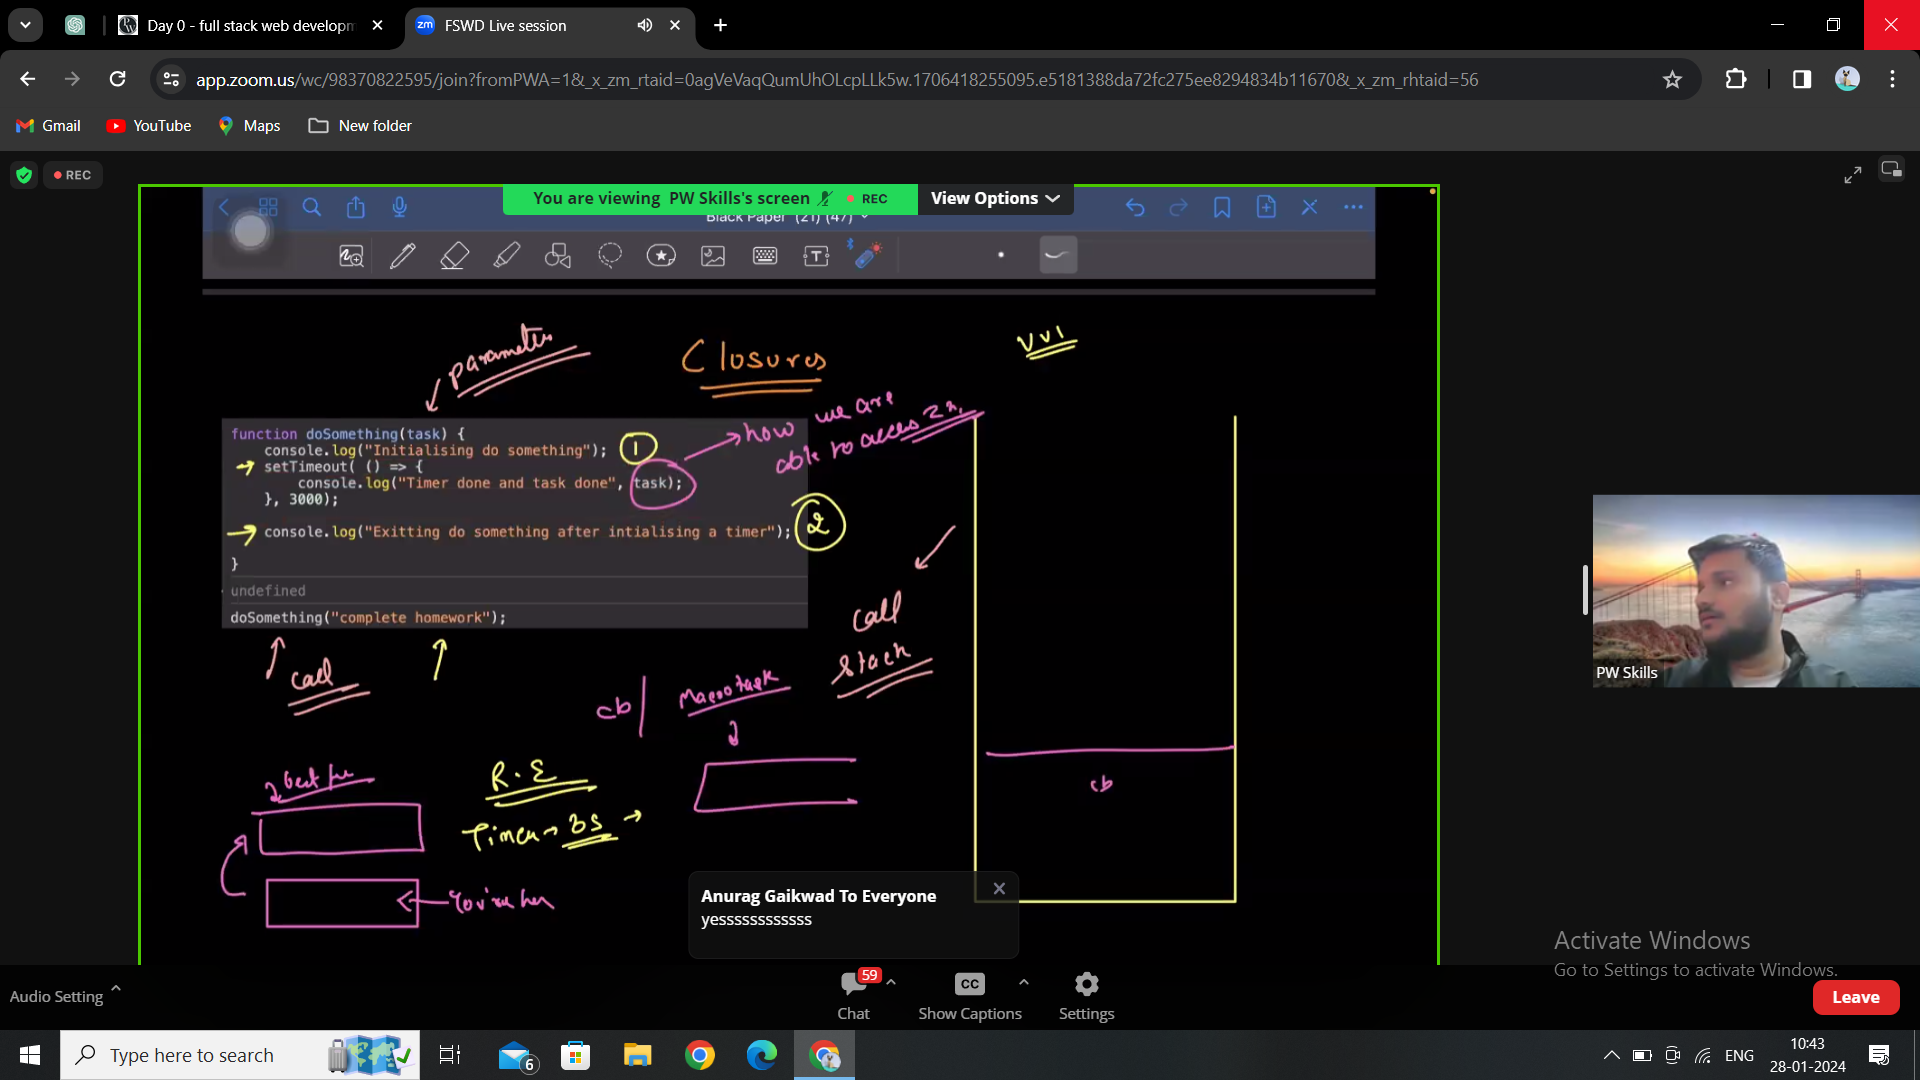 Day 0 - full stack web developm
zm FSWD Live session
app.zoom.us/wc/98370822595/join?fromPWA=1&_x_zm_rtaid=0agVeVaqQumUhOLcpLLk5w.1706418255095.e5181388da72fc275ee8294834b11670&_x_zm_rhtaid=56
Gmail YouTube Maps New folder
REC
You are viewing PW Skills's screen REC View Options
Black Paper (21) (47)
parameter
Closures
VVI
function doSomething(task) {
console.log("Initialising do something"); 1
setTimeout( () => {
console.log("Timer done and task done", task);
}, 3000);
console.log("Exitting do something after intialising a timer"); 2
}
undefined
doSomething("complete homework");
how we are
able to access
call
call
stack
cb
Macrotask
R.E
Timer → 3s →
cb
PW Skills
Anurag Gaikwad To Everyone
yesssssssssssss
Activate Windows
Go to Settings to activate Windows.
Audio Setting
59
Chat
CC
Show Captions
Settings
Leave
Type here to search
6
ENG
10:43
28-01-2024